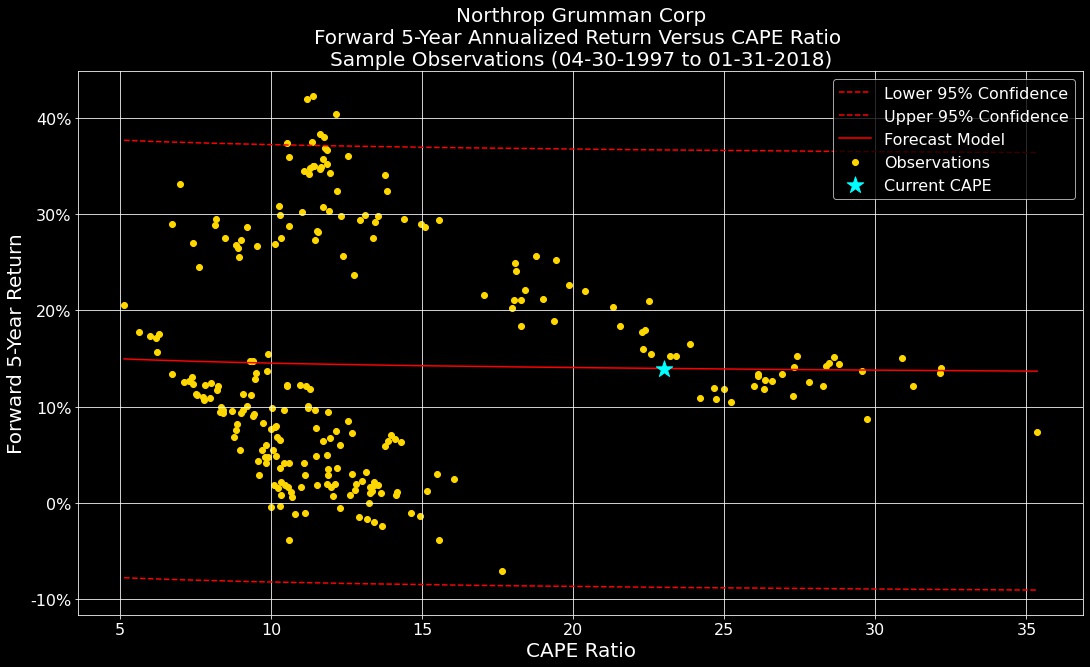 Northrop Grumman Corp
Forward 5-Year Annualized Return Versus CAPE Ratio
Sample Observations (04-30-1997 to 01-31-2018)
Lower 95% Confidence
Upper 95% Confidence
Forecast Model
Observations
Current CAPE
Forward 5-Year Return
40%
30%
20%
10%
0%
-10%
5 10 15 20 25 30 35
CAPE Ratio